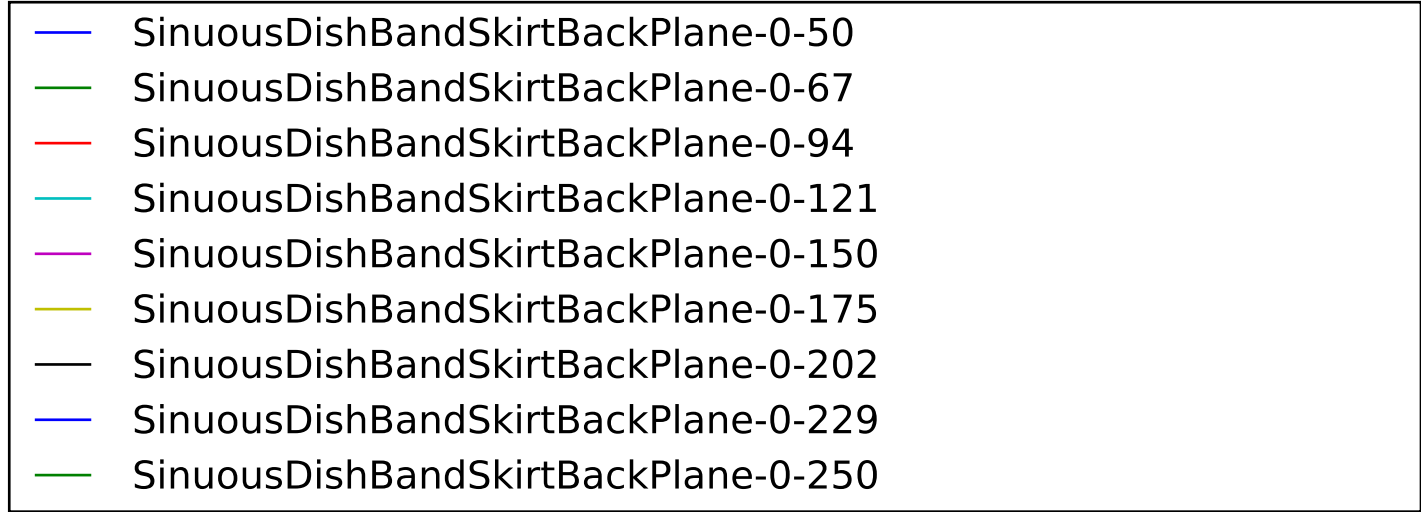 SinuousDishBandSkirtBackPlane-0-50
SinuousDishBandSkirtBackPlane-0-67
SinuousDishBandSkirtBackPlane-0-94
SinuousDishBandSkirtBackPlane-0-121
SinuousDishBandSkirtBackPlane-0-150
SinuousDishBandSkirtBackPlane-0-175
SinuousDishBandSkirtBackPlane-0-202
SinuousDishBandSkirtBackPlane-0-229
SinuousDishBandSkirtBackPlane-0-250